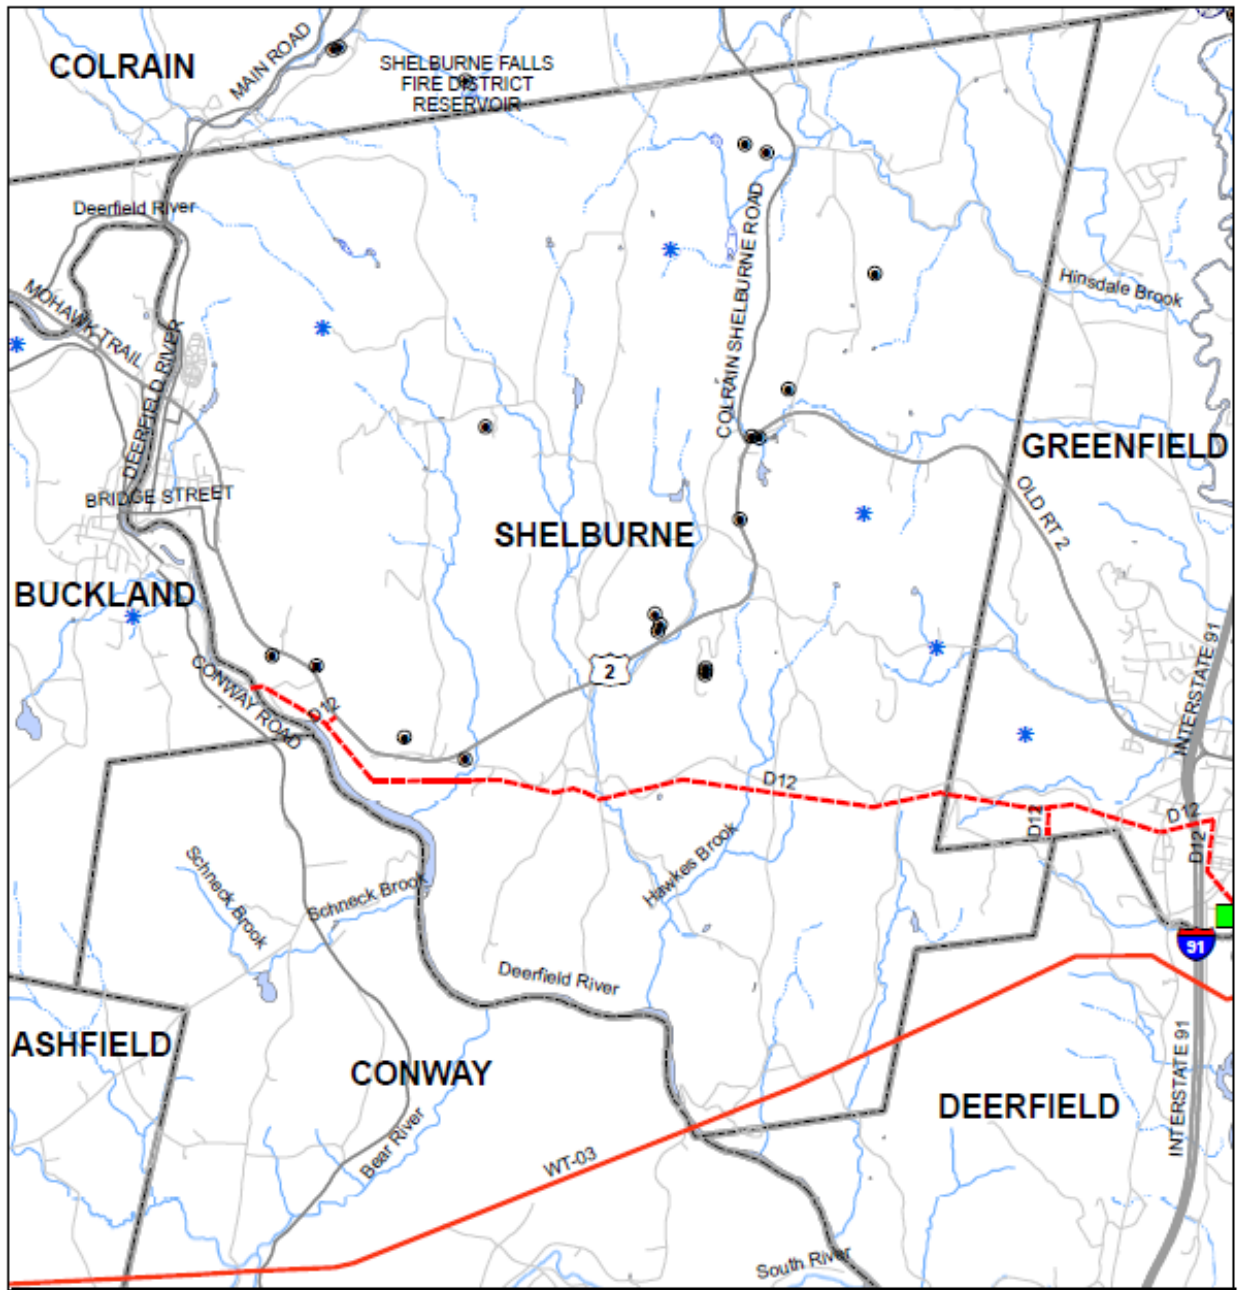 COLRAIN
MAIN ROAD
SHELBURNE FALLS
FIRE DISTRICT
RESERVOIR
Deerfield River
MOHAWK TRAIL
DEERFIELD RIVER
COLRAIN SHELBURNE ROAD
Hinsdale Brook
GREENFIELD
OLD RT 2
BRIDGE STREET
SHELBURNE
BUCKLAND
2
INTERSTATE 91
CONWAY ROAD
D12
D12
D12
D13
D12
Schneck Brook
Schneck Brook
Hawkes Brook
91
Deerfield River
ASHFIELD
CONWAY
DEERFIELD
INTERSTATE 91
Bear River
WT-03
South River